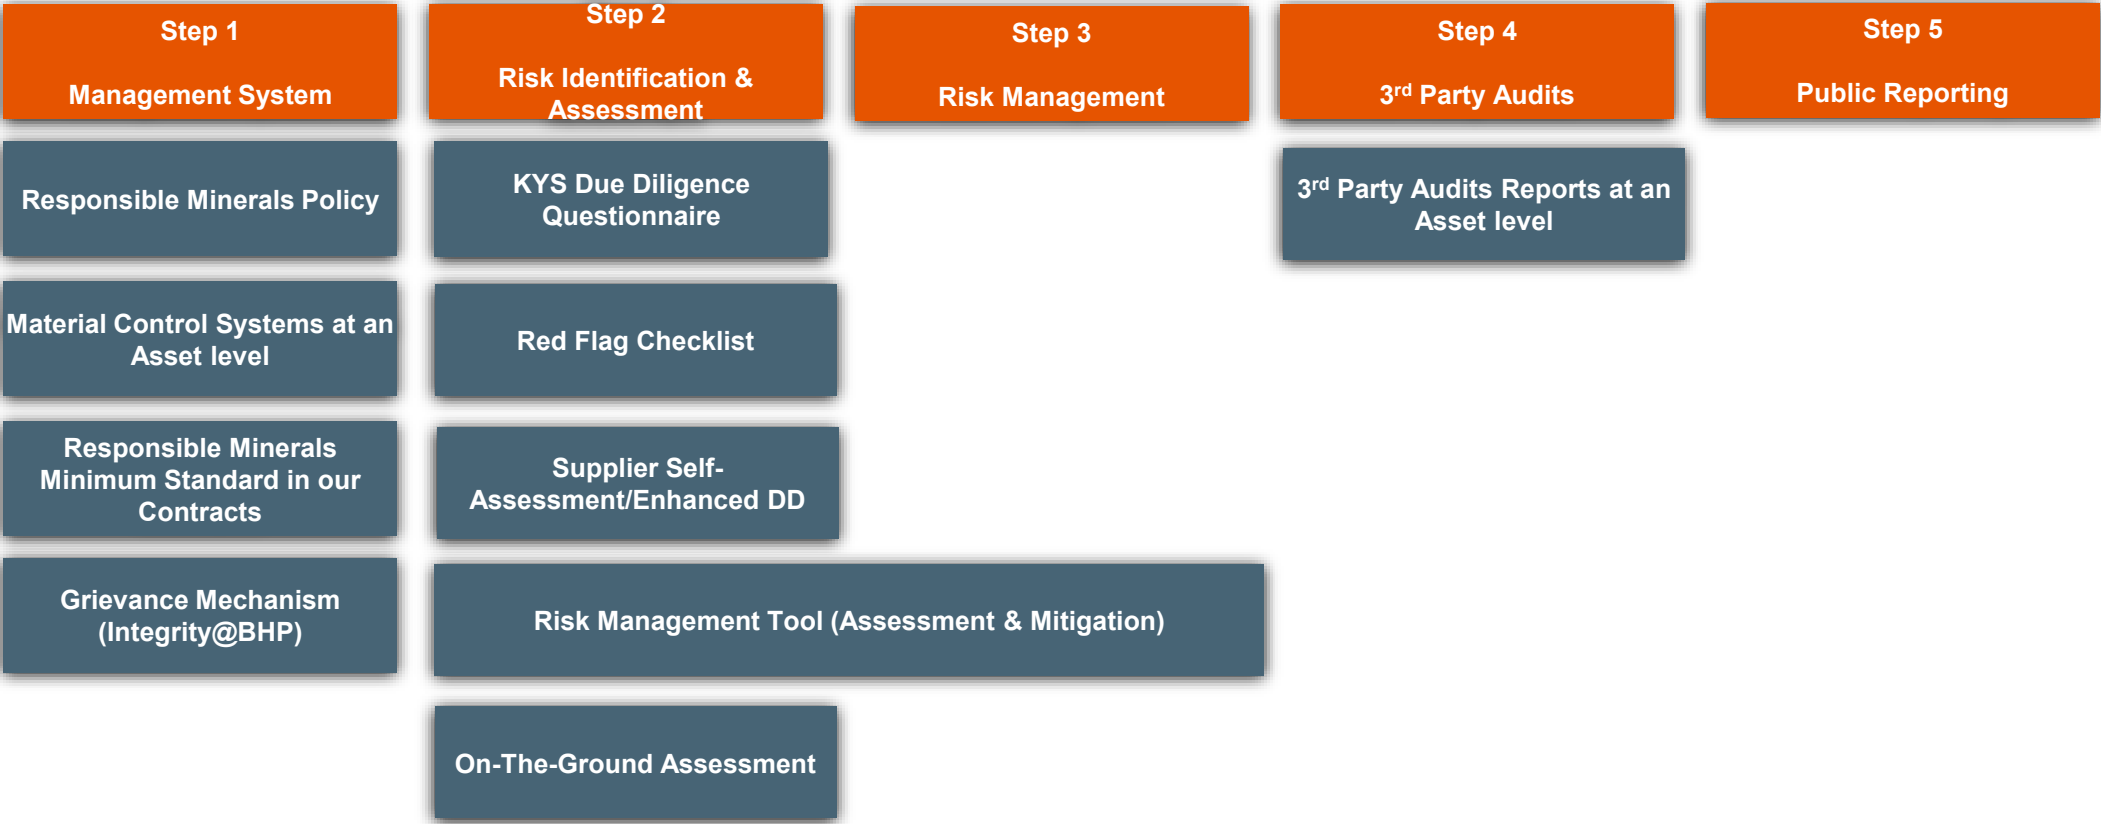 Step 1
Management System
Step 2
Risk Identification &
Assessment
Step 3
Risk Management
Step 4
3rd Party Audits
Step 5
Public Reporting
Responsible Minerals Policy
KYS Due Diligence
Questionnaire
3rd Party Audits Reports at an
Asset level
Material Control Systems at an
Asset level
Red Flag Checklist
Responsible Minerals
Minimum Standard in our
Contracts
Supplier Self-
Assessment/Enhanced DD
Grievance Mechanism
(Integrity@BHP)
Risk Management Tool (Assessment & Mitigation)
On-The-Ground Assessment